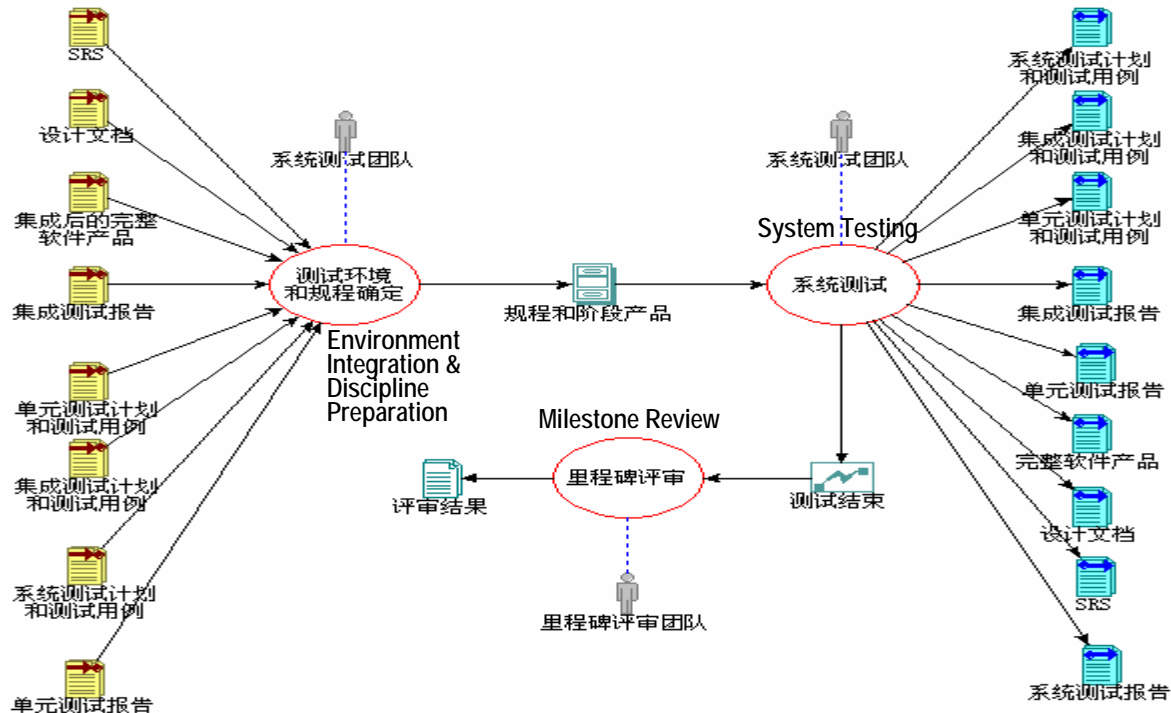 SRS
设计文档
集成后的完整
软件产品
集成测试报告
单元测试计划
和测试用例
集成测试计划
和测试用例
系统测试计划
和测试用例
单元测试报告
系统测试团队
测试环境
和规程确定
Environment
Integration &
Discipline
Preparation
规程和阶段产品
系统测试团队
System Testing
系统测试
测试结束
Milestone Review
里程碑评审
评审结果
里程碑评审团队
系统测试计划
和测试用例
集成测试计划
和测试用例
单元测试计划
和测试用例
集成测试报告
单元测试报告
完整软件产品
设计文档
SRS
系统测试报告